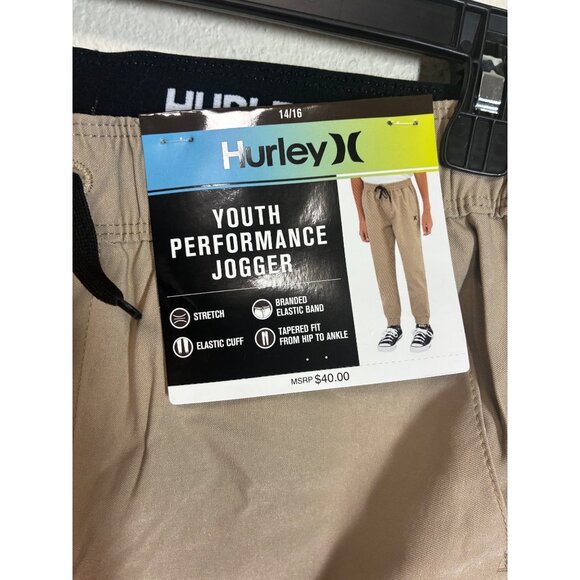 HURLEY
14/16
Hurley
YOUTH
PERFORMANCE
JOGGER
STRETCH
BRANDED
ELASTIC BAND
ELASTIC CUFF
TAPERED FIT
FROM HIP TO ANKLE
MSRP $40.00